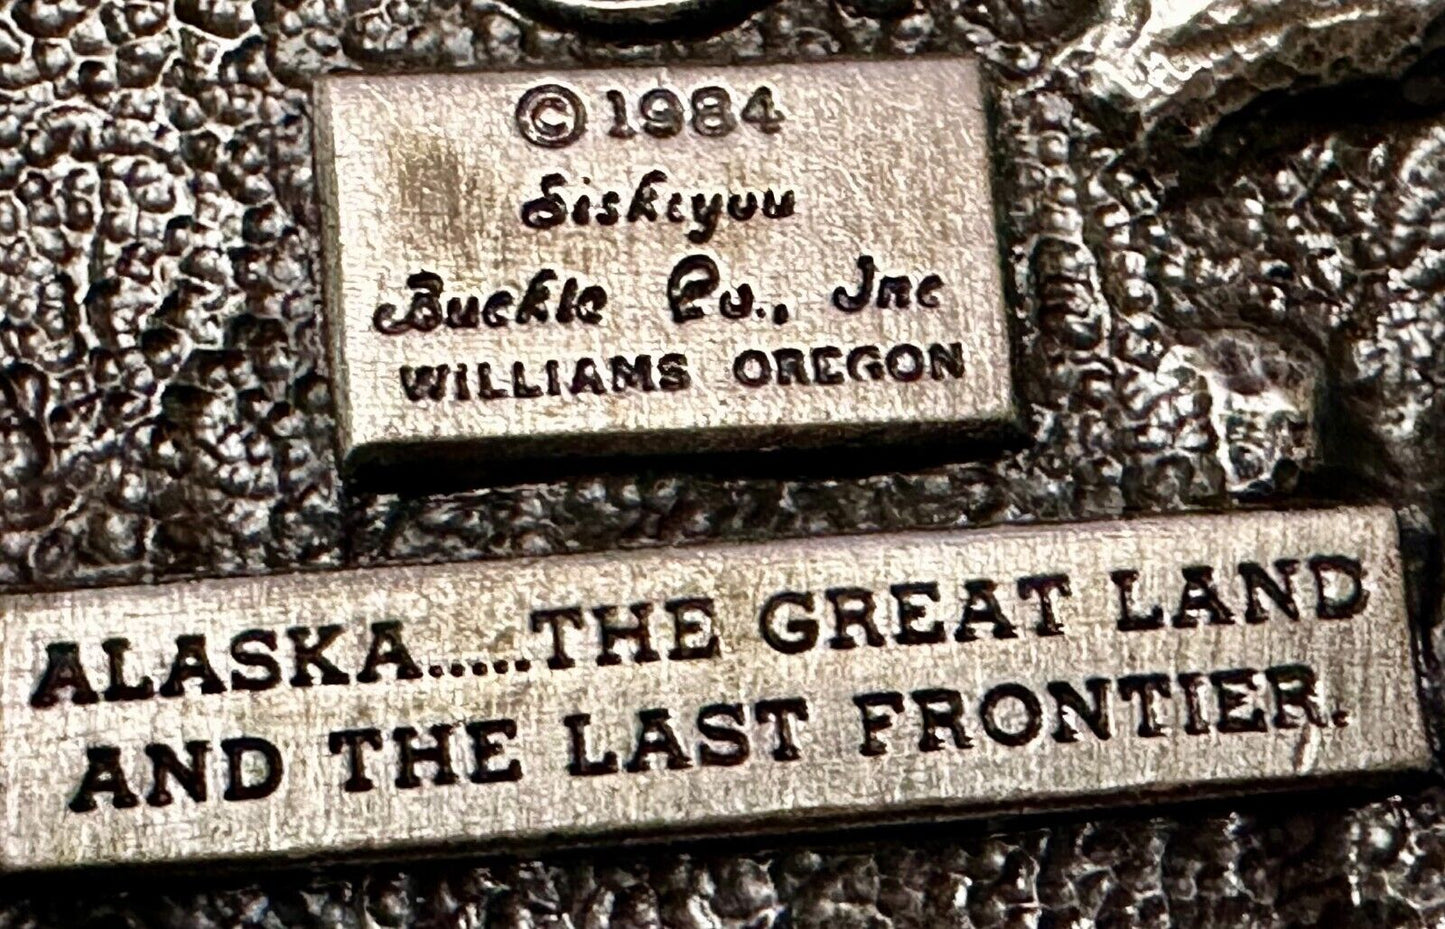 © 1984
Siskiyou
Buckle Co., Inc
WILLIAMS OREGON
ALASKA.....THE GREAT LAND
AND THE LAST FRONTIER.